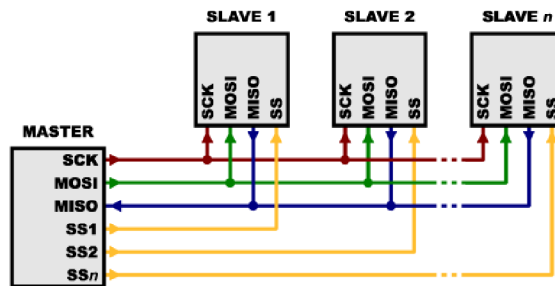 SLAVE 1 SLAVE 2 SLAVE n
SCK MOSI MISO SS SCK MOSI MISO SS SCK MOSI MISO SS
MASTER
SCK
MOSI
MISO
SS1
SS2
SSn